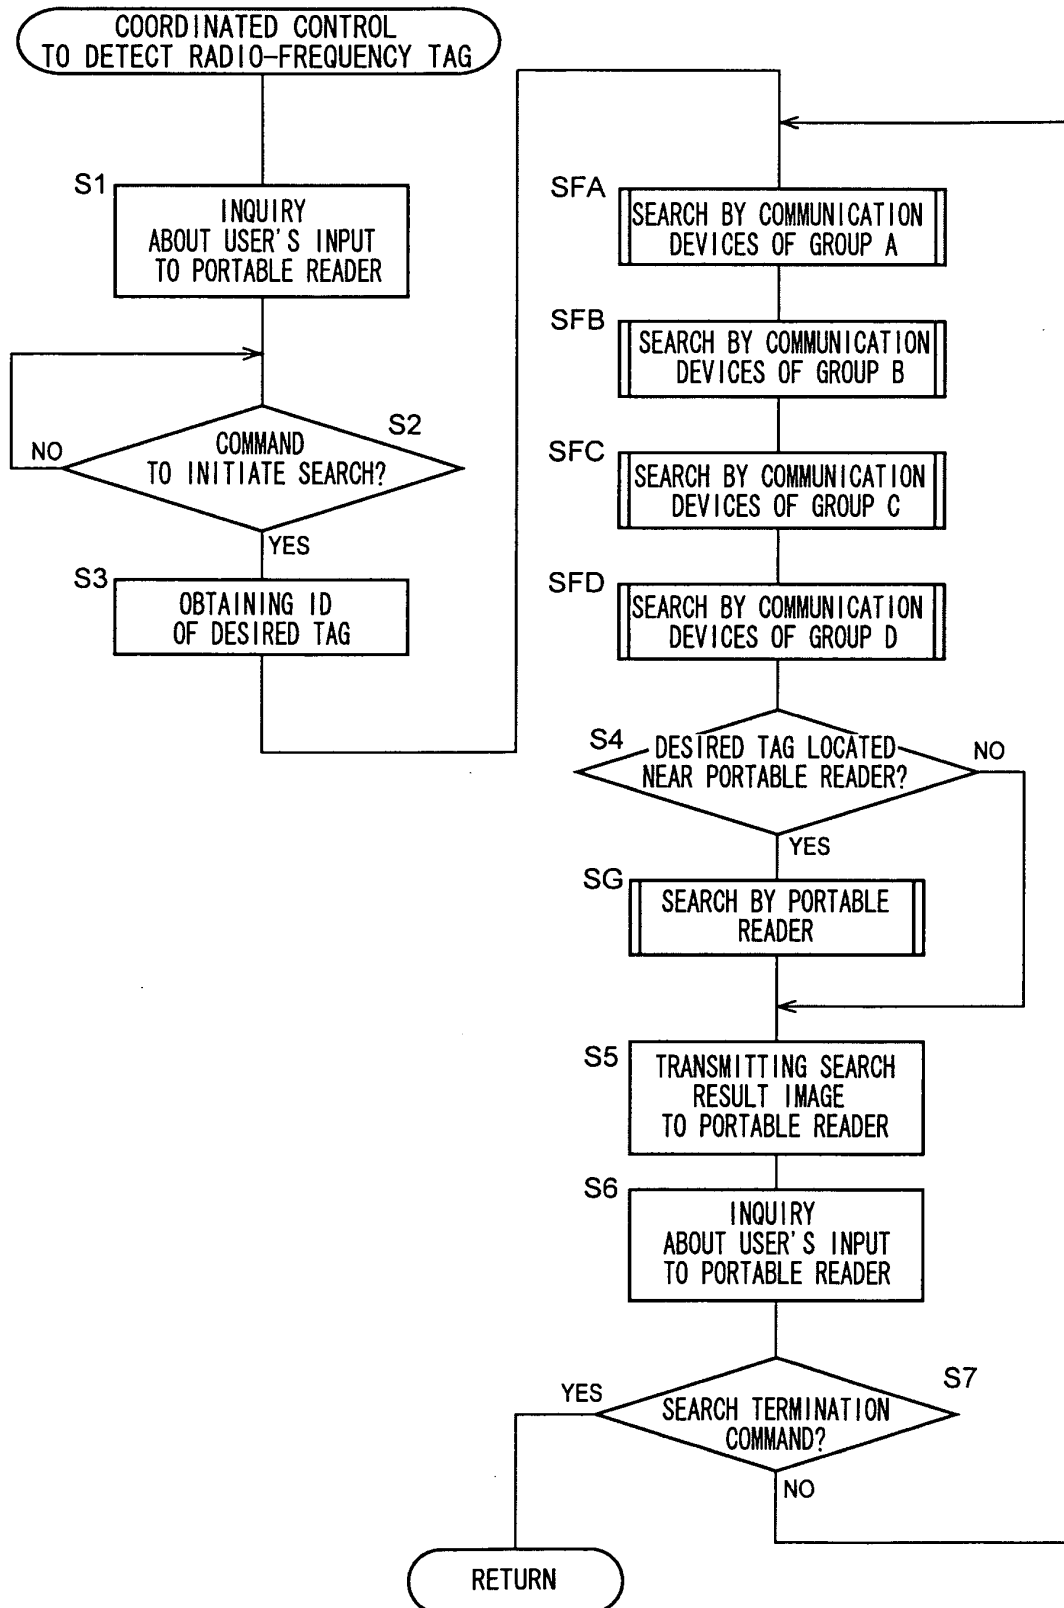 COORDINATED CONTROL
TO DETECT RADIO-FREQUENCY TAG
S1
INQUIRY
ABOUT USER'S INPUT
TO PORTABLE READER
S2
COMMAND
TO INITIATE SEARCH?
NO
YES
S3
OBTAINING ID
OF DESIRED TAG
SFA
SEARCH BY COMMUNICATION
DEVICES OF GROUP A
SFB
SEARCH BY COMMUNICATION
DEVICES OF GROUP B
SFC
SEARCH BY COMMUNICATION
DEVICES OF GROUP C
SFD
SEARCH BY COMMUNICATION
DEVICES OF GROUP D
S4
DESIRED TAG LOCATED
NEAR PORTABLE READER?
NO
YES
SG
SEARCH BY PORTABLE
READER
S5
TRANSMITTING SEARCH
RESULT IMAGE
TO PORTABLE READER
S6
INQUIRY
ABOUT USER'S INPUT
TO PORTABLE READER
S7
SEARCH TERMINATION
COMMAND?
YES
NO
RETURN